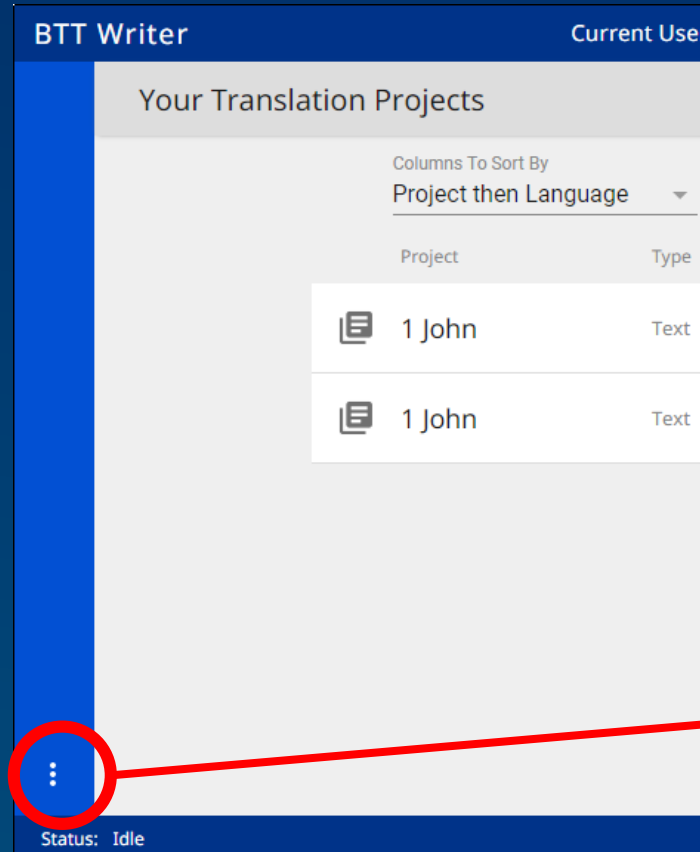 BTT Writer Current Use
Your Translation Projects
Columns To Sort By
Project then Language
Project Type
1 John Text
1 John Text
Status: Idle